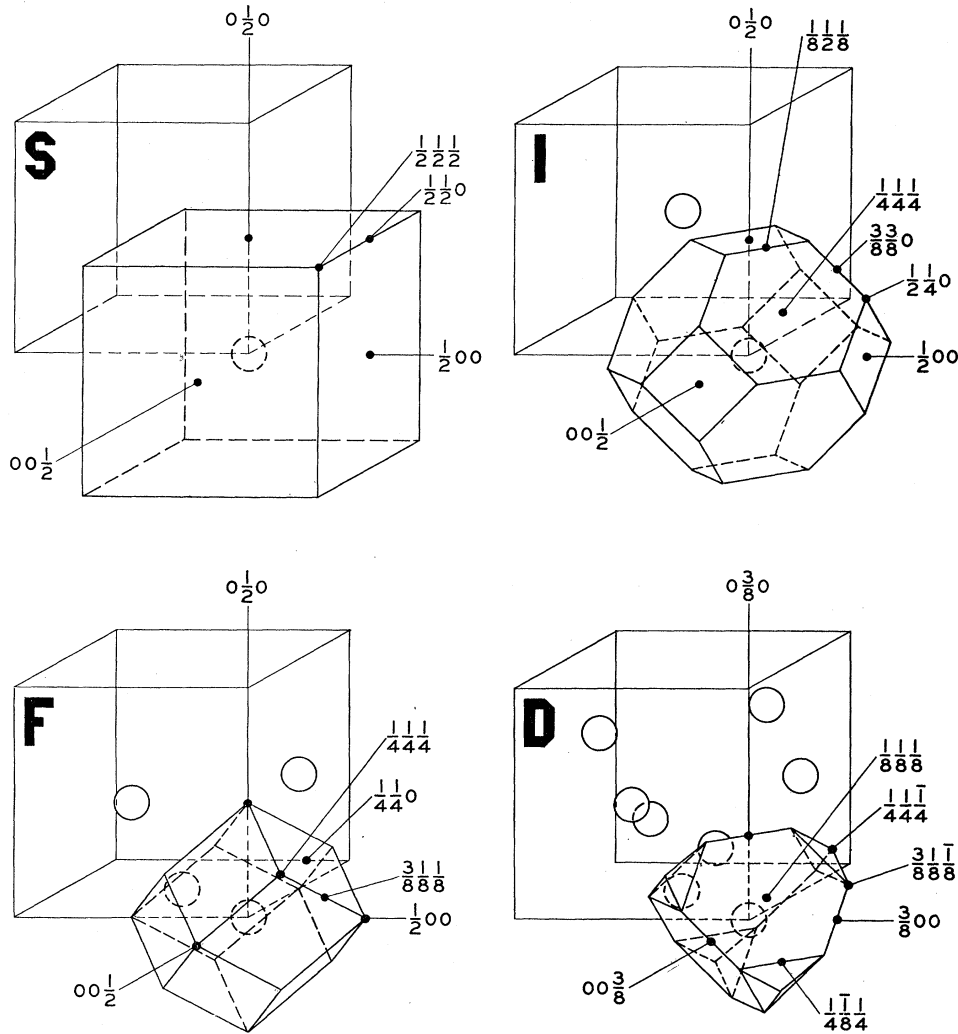 0 1/2 0
S
1/2 1/2 1/2
1/2 1/2 0
1/2 0 0
0 0 1/2
0 1/2 0
1/8 1/2 1/8
I
1/4 1/4 1/4
3/8 3/8 0
1/2 1/4 0
1/2 0 0
0 0 1/2
0 1/2 0
F
1/4 1/4 1/4
1/4 1/4 0
3/8 1/8 1/8
1/2 0 0
0 0 1/2
0 3/8 0
D
1/8 1/8 1/8
1/4 1/4 1̄/4
3/8 1/8 1̄/8
3/8 0 0
0 0 3/8
1/4 1̄/8 1/4